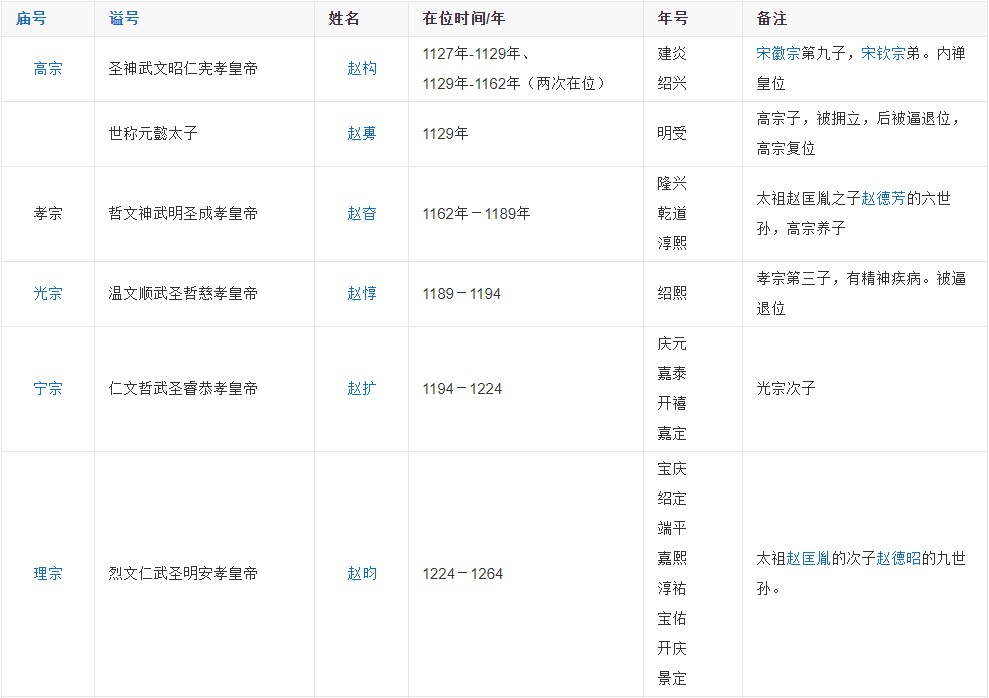 庙号 谥号 姓名 在位时间/年 年号 备注
高宗 圣神武文昭仁宪孝皇帝 赵构 1127年-1129年、 建炎 宋徽宗第九子，宋钦宗弟。内禅
1129年-1162年（两次在位） 绍兴 皇位
世称元懿太子 赵旉 1129年 明受 高宗子，被拥立，后被逼退位，
高宗复位
孝宗 哲文神武明圣成孝皇帝 赵昚 1162年－1189年 隆兴 太祖赵匡胤之子赵德芳的六世
乾道 孙，高宗养子
淳熙
光宗 温文顺武圣哲慈孝皇帝 赵惇 1189－1194 绍熙 孝宗第三子，有精神疾病。被逼
退位
宁宗 仁文哲武圣睿恭孝皇帝 赵扩 1194－1224 庆元 光宗次子
嘉泰
开禧
嘉定
理宗 烈文仁武圣明安孝皇帝 赵昀 1224－1264 宝庆 太祖赵匡胤的次子赵德昭的九世
绍定 孙。
端平
嘉熙
淳祐
宝佑
开庆
景定